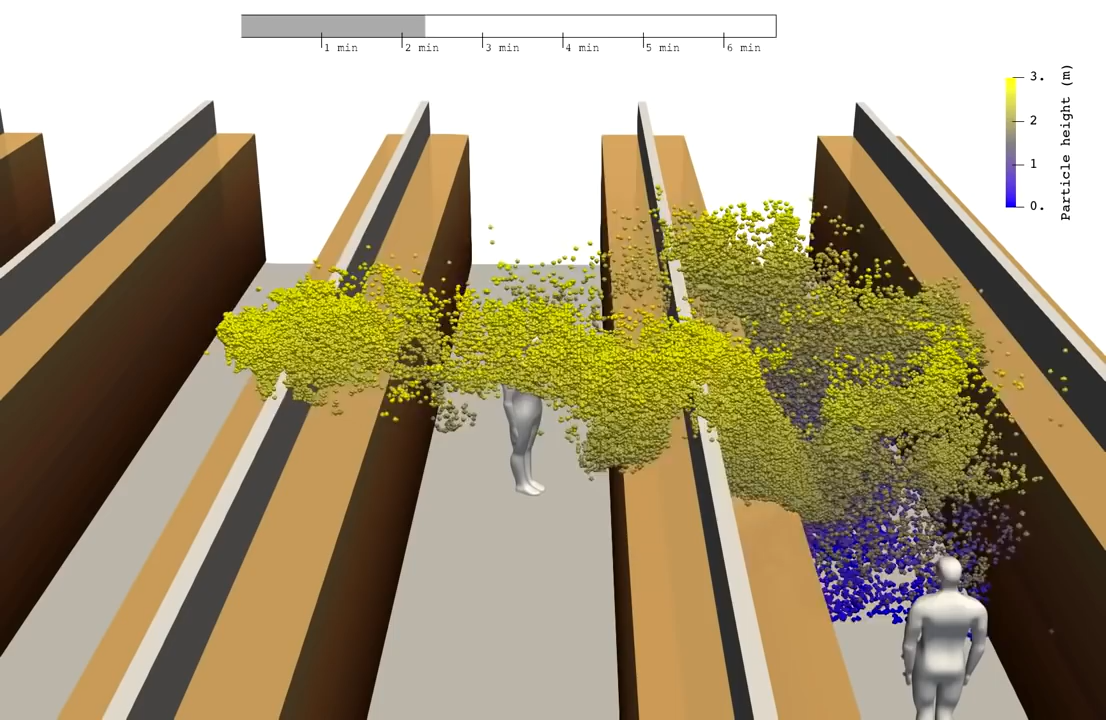 1 min
2 min
3 min
4 min
5 min
6 min
3.
2
1
0.
Particle height (m)